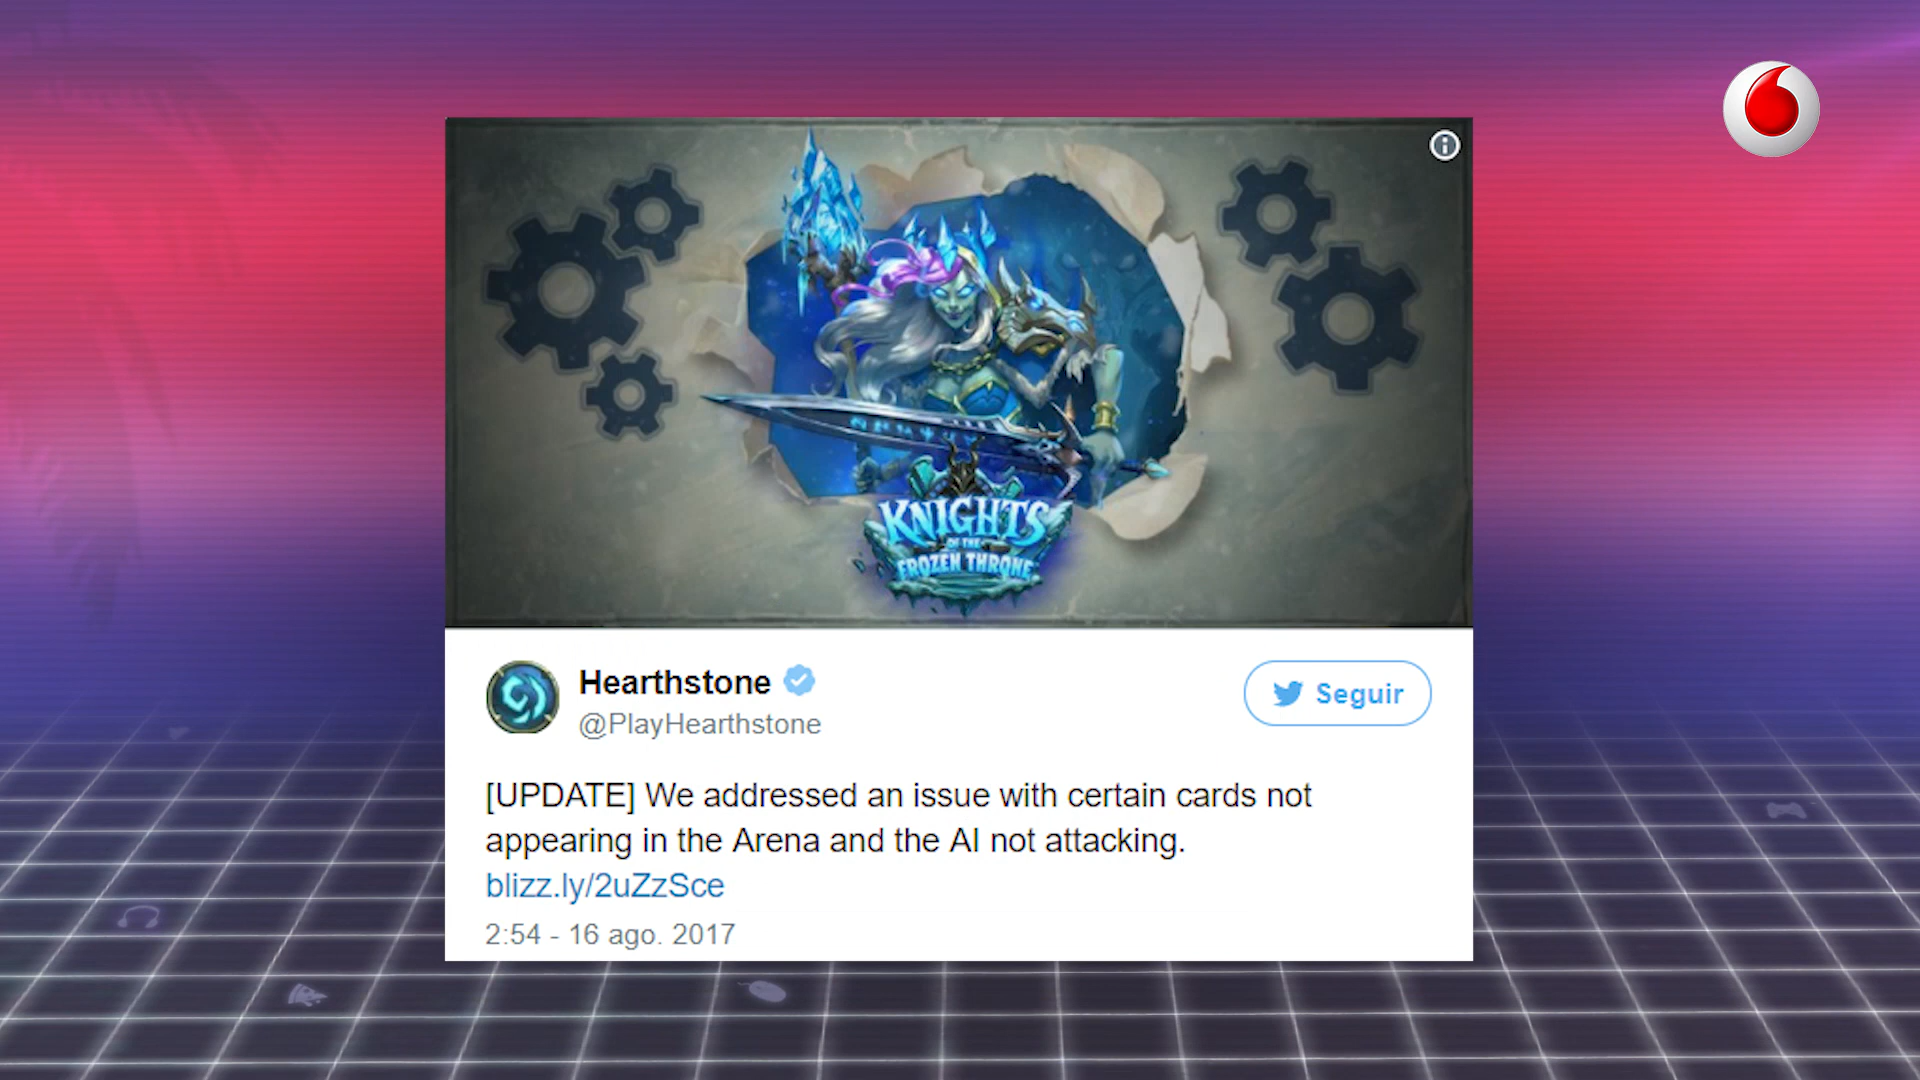 KNIGHTS
OF THE
FROZEN THRONE
Hearthstone
@PlayHearthstone
Seguir
[UPDATE] We addressed an issue with certain cards not
appearing in the Arena and the AI not attacking.
blizz.ly/2uZzSce
2:54 - 16 ago. 2017